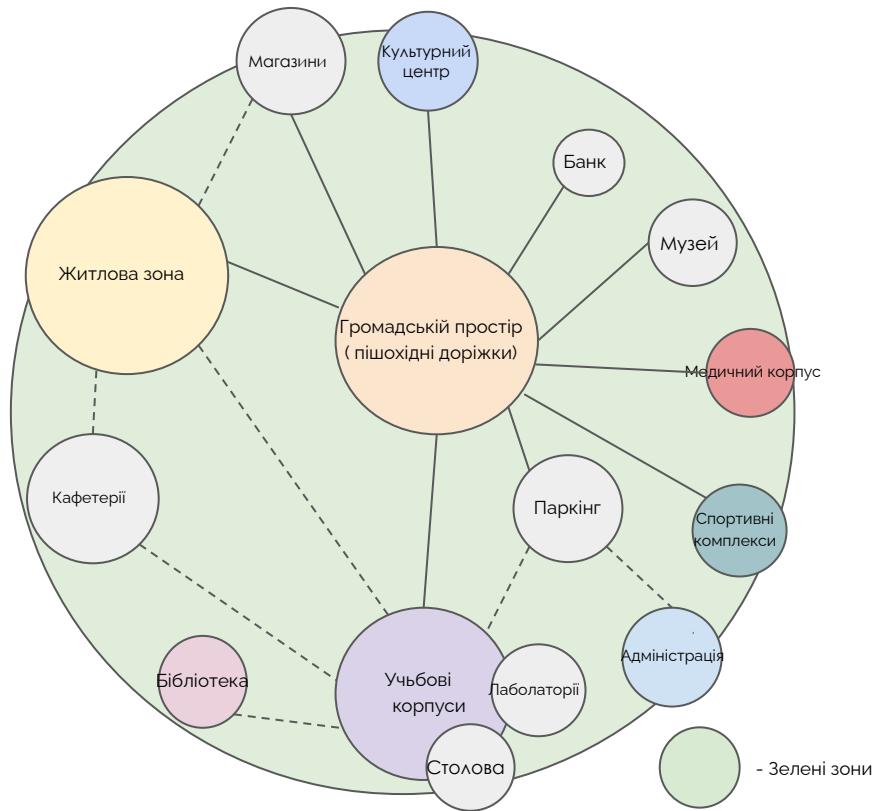 Магазини
Культурний
центр
Банк
Музей
Житлова зона
Громадській простір
( пішохідні доріжки)
Медичний корпус
Кафетерії
Паркінг
Спортивні
комплекси
Учьбові
корпуси
Адміністрація
Бібліотека
Лаболаторії
Столова
- Зелені зони